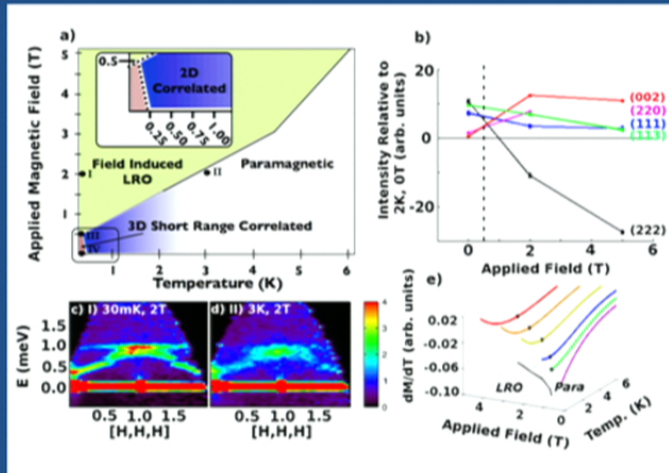 a)
Applied Magnetic Field (T)
5
4
3
2
1
0.5
2D
Correlated
0.25
0.50
0.75
1.00
Field Induced
LRO
Paramagnetic
I
II
3D Short Range Correlated
III
IV
1
2
3
4
5
6
Temperature (K)
b)
Intensity Relative to
2K, 0T (arb. units)
20
0
-20
(002)
(220)
(111)
(113)
(222)
0
2
4
6
Applied Field (T)
c) I) 30mK, 2T
d) II) 3K, 2T
E (meV)
1.5
1.0
0.5
0.0
0.5 1.0 1.5
[H,H,H]
0.5 1.0 1.5
[H,H,H]
4
3
2
1
0
e)
dM/dT (arb. units)
0.02
-0.02
-0.06
-0.10
LRO
Para
4
2
0
Applied Field (T)
0
2
4
6
Temp. (K)